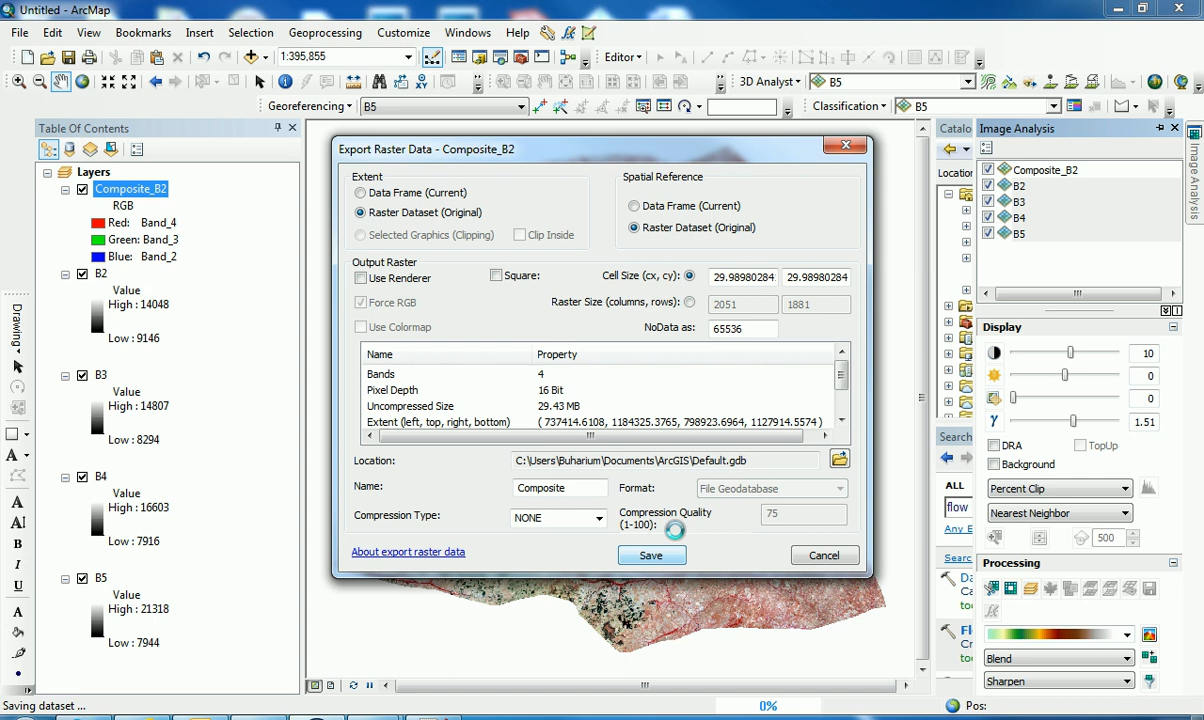 Untitled - ArcMap
File Edit View Bookmarks Insert Selection Geoprocessing Customize Windows Help
1:395,855
Editor
3D Analyst B5
Georeferencing B5
Classification B5
Table Of Contents
Layers
Composite_B2
RGB
Red: Band_4
Green: Band_3
Blue: Band_2
B2
Value
High : 14048
Low : 9146
B3
Value
High : 14807
Low : 8294
B4
Value
High : 16603
Low : 7916
B5
Value
High : 21318
Low : 7944
Drawing
Export Raster Data - Composite_B2
Extent
Data Frame (Current)
Raster Dataset (Original)
Selected Graphics (Clipping) Clip Inside
Spatial Reference
Data Frame (Current)
Raster Dataset (Original)
Output Raster
Use Renderer Square: Cell Size (cx, cy): 29.98980284 29.98980284
Force RGB Raster Size (columns, rows): 2051 1881
Use Colormap NoData as: 65536
Name Property
Bands 4
Pixel Depth 16 Bit
Uncompressed Size 29.43 MB
Extent (left, top, right, bottom) ( 737414.6108, 1184325.3765, 798923.6964, 1127914.5574 )
Location: C:\Users\Buharium\Documents\ArcGIS\Default.gdb
Name: Composite Format: File Geodatabase
Compression Type: NONE Compression Quality (1-100): 75
About export raster data Save Cancel
Catalo
Locatio
Search
ALL
flow
Any E
Searc
Da
Ca
too
Flo
Cr
too
Image Analysis
Composite_B2
B2
B3
B4
B5
Display
10
0
0
1.51
DRA TopUp
Background
Percent Clip
Nearest Neighbor
500
Processing
Blend
Sharpen
Image Analysis
Saving dataset ... 0% Pos: